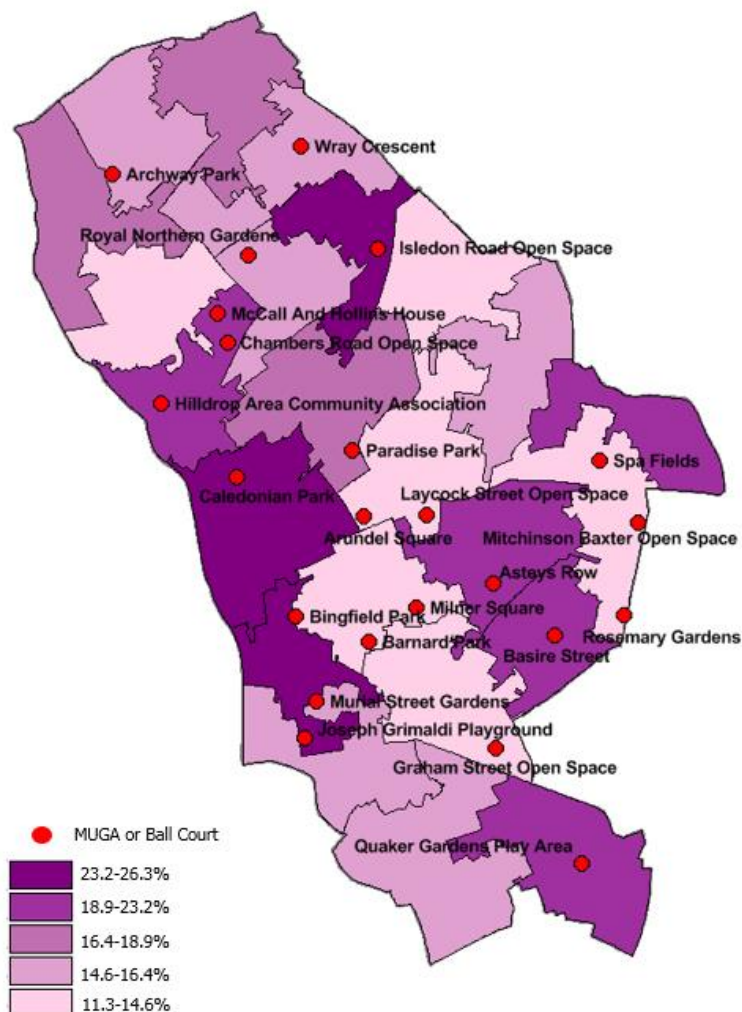 Wray Crescent
Archway Park
Royal Northern Gardens
Isledon Road Open Space
McCall And Hollins House
Chambers Road Open Space
Hilldrop Area Community Association
Paradise Park
Spa Fields
Caledonian Park
Laycock Street Open Space
Arundel Square
Mitchinson Baxter Open Space
Asteys Row
Milner Square
Bingfield Park
Rosemary Gardens
Barnard Park
Basire Street
Murial Street Gardens
Joseph Grimaldi Playground
Graham Street Open Space
Quaker Gardens Play Area
MUGA or Ball Court
23.2-26.3%
18.9-23.2%
16.4-18.9%
14.6-16.4%
11.3-14.6%